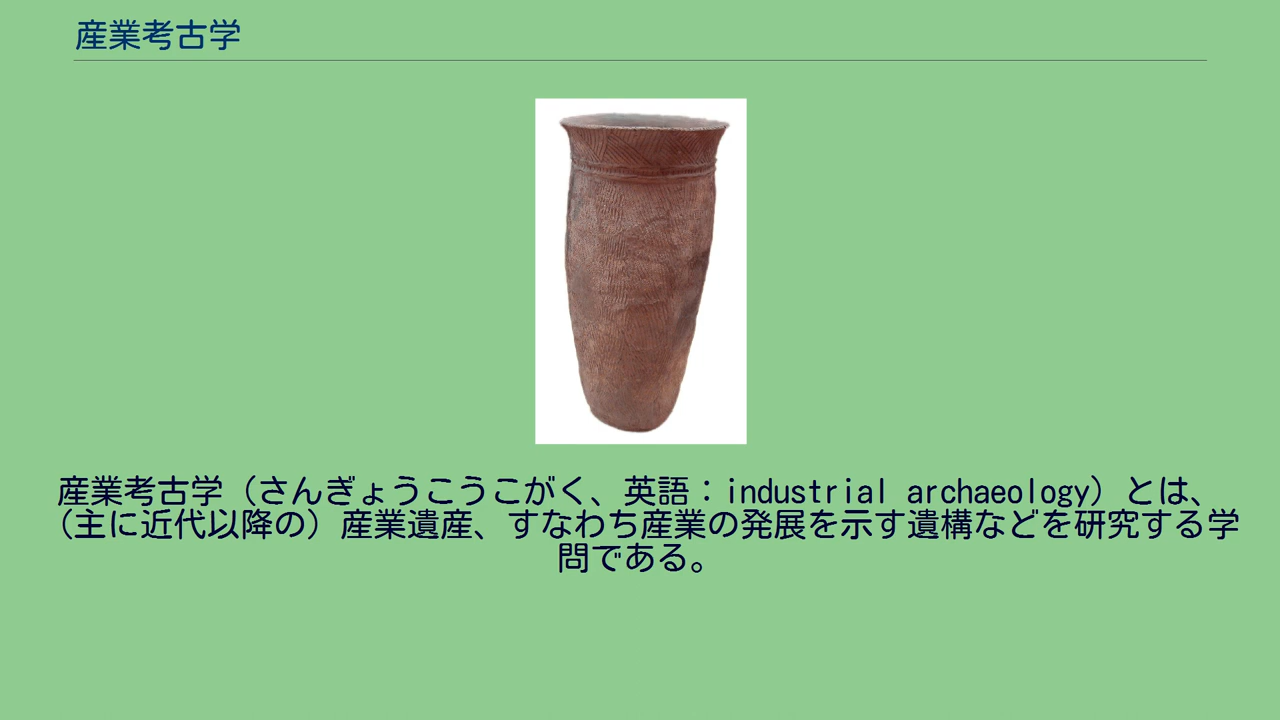 産業考古学
産業考古学（さんぎょうこうこがく、英語：industrial archaeology）とは、
（主に近代以降の）産業遺産、すなわち産業の発展を示す遺構などを研究する学
問である。